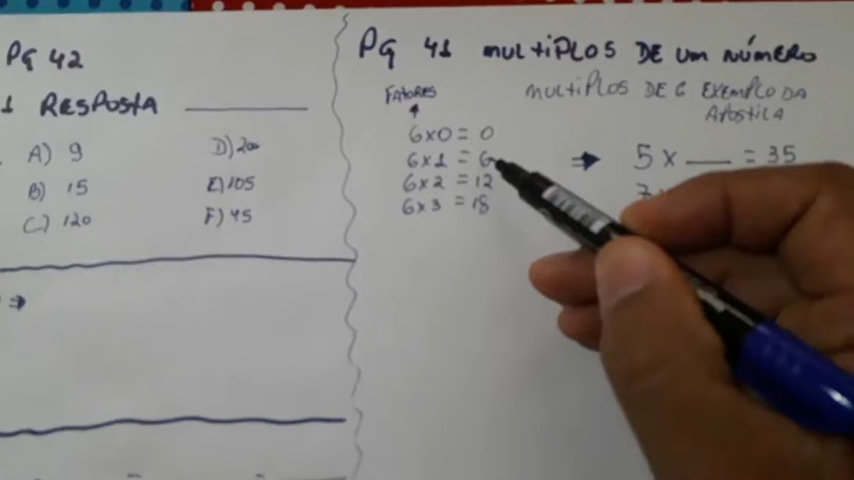 Pg 42
1 RESPOSTA
A) 9
B) 15
C) 120
D) 200
E) 105
F) 45
Pg 41 MULTIPLOS DE UM NÚMERO
FATORES
6x0 = 0
6x1 = 6
6x2 = 12
6x3 = 18
MULTIPLOS DE 6 EXEMPLO DA
APOSTILA
5 x ___ = 35